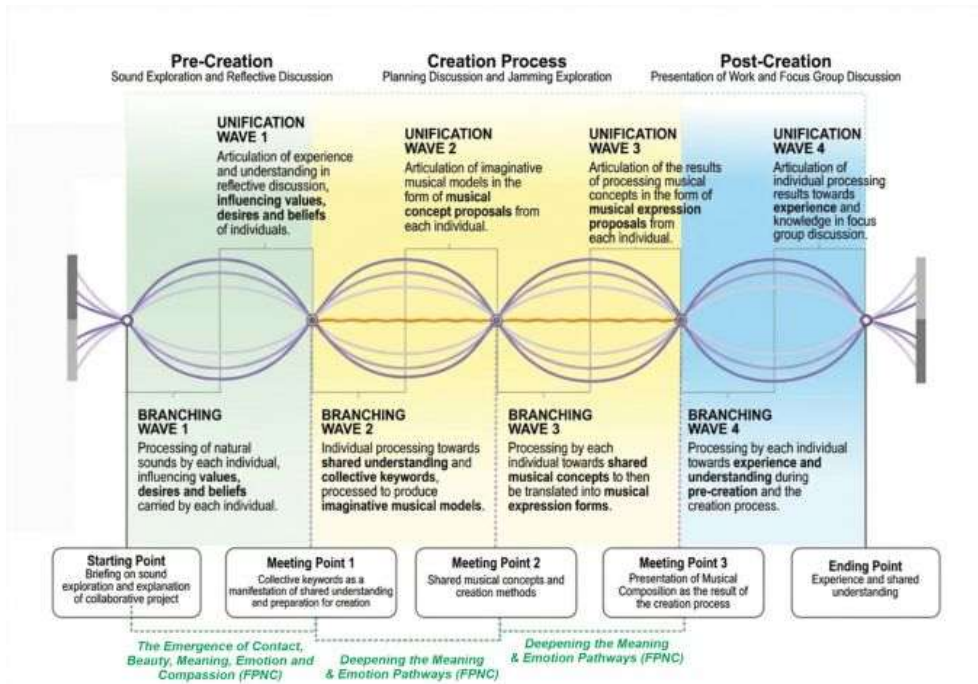 Pre-Creation
Sound Exploration and Reflective Discussion
Creation Process
Planning Discussion and Jamming Exploration
Post-Creation
Presentation of Work and Focus Group Discussion
UNIFICATION
WAVE 1
Articulation of experience
and understanding in
reflective discussion,
influencing values,
desires and beliefs
of individuals.
UNIFICATION
WAVE 2
Articulation of imaginative
musical models in the
form of musical
concept proposals from
each individual.
UNIFICATION
WAVE 3
Articulation of the results
of processing musical
concepts in the form of
musical expression
proposals from
each individual.
UNIFICATION
WAVE 4
Articulation of
individual processing
results towards
experience and
knowledge in focus
group discussion.
BRANCHING
WAVE 1
Processing of natural
sounds by each individual,
influencing values,
desires and beliefs
carried by each individual.
BRANCHING
WAVE 2
Individual processing towards
shared understanding and
collective keywords,
processed to produce
imaginative musical models.
BRANCHING
WAVE 3
Processing by each
individual towards shared
musical concepts to then
be translated into musical
expression forms.
BRANCHING
WAVE 4
Processing by each individual
towards experience and
understanding during
pre-creation and the
creation process.
Starting Point
Briefing on sound
exploration and explanation
of collaborative project
Meeting Point 1
Collective keywords as a
manifestation of shared understanding
and preparation for creation
Meeting Point 2
Shared musical concepts and
creation methods
Meeting Point 3
Presentation of Musical
Composition as the result of
the creation process
Ending Point
Experience and shared
understanding
The Emergence of Contact,
Beauty, Meaning, Emotion and
Compassion (FPNC)
Deepening the Meaning
& Emotion Pathways (FPNC)
Deepening the Meaning
& Emotion Pathways (FPNC)